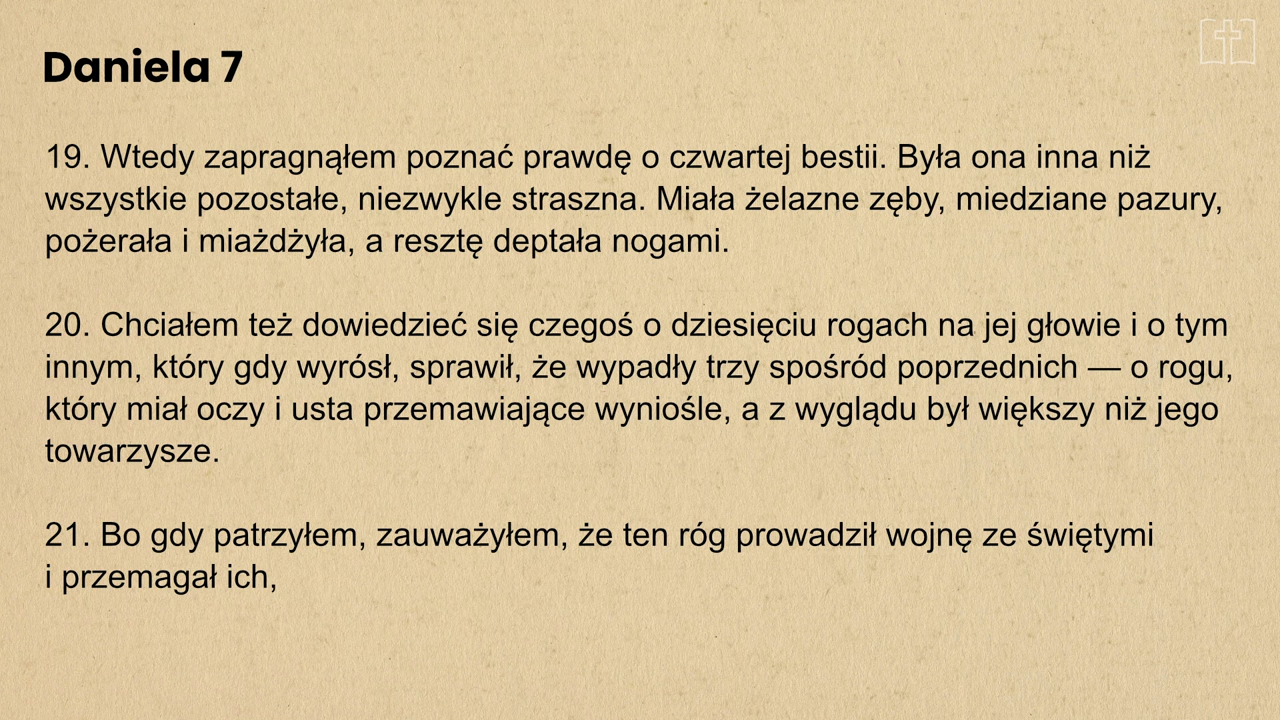 Daniela 7
19. Wtedy zapragnąłem poznać prawdę o czwartej bestii. Była ona inna niż
wszystkie pozostałe, niezwykle straszna. Miała żelazne zęby, miedziane pazury,
pożerała i miażdżyła, a resztę deptała nogami.
20. Chciałem też dowiedzieć się czegoś o dziesięciu rogach na jej głowie i o tym
innym, który gdy wyrósł, sprawił, że wypadły trzy spośród poprzednich — o rogu,
który miał oczy i usta przemawiające wyniośle, a z wyglądu był większy niż jego
towarzysze.
21. Bo gdy patrzyłem, zauważyłem, że ten róg prowadził wojnę ze świętymi
i przemagał ich,